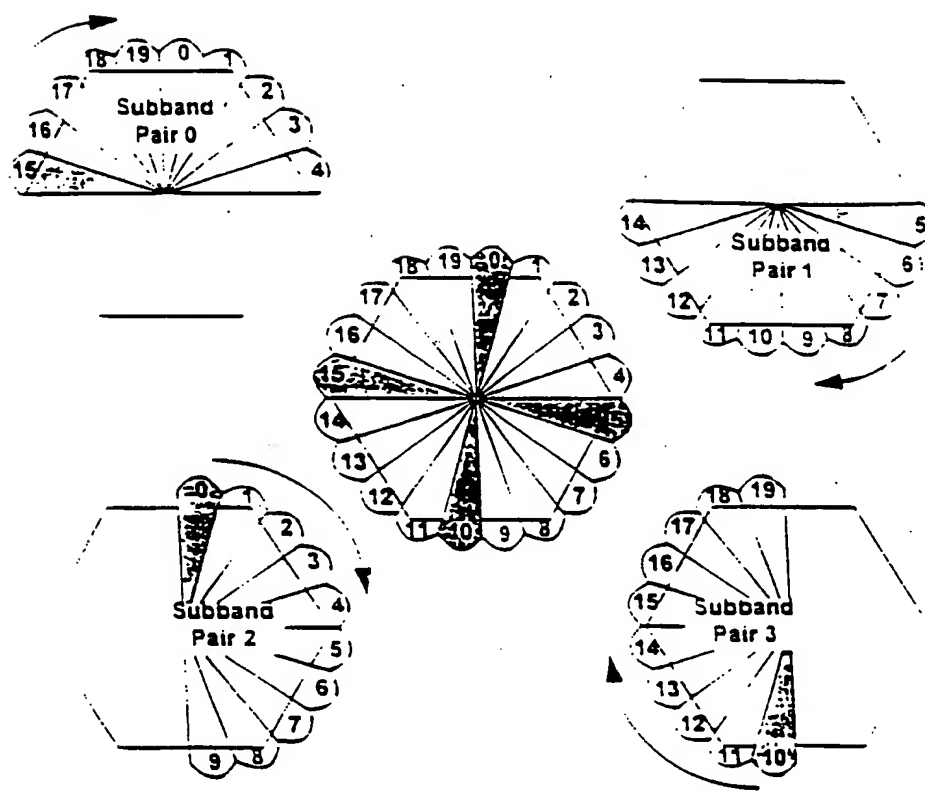 18 19 0 1
17 2
Subband
Pair 0
16 3
15 4
14 5
Subband
Pair 1
13 6
12 7
11 10 9 8
18 19 0 1
17 2
16 3
15 4
14 5
13 6
12 7
11 10 9 8
0 1
2
3
4
Subband
Pair 2
5
6
7
9 8
18 19
17
16
15
Subband
Pair 3
14
13
12
11 10